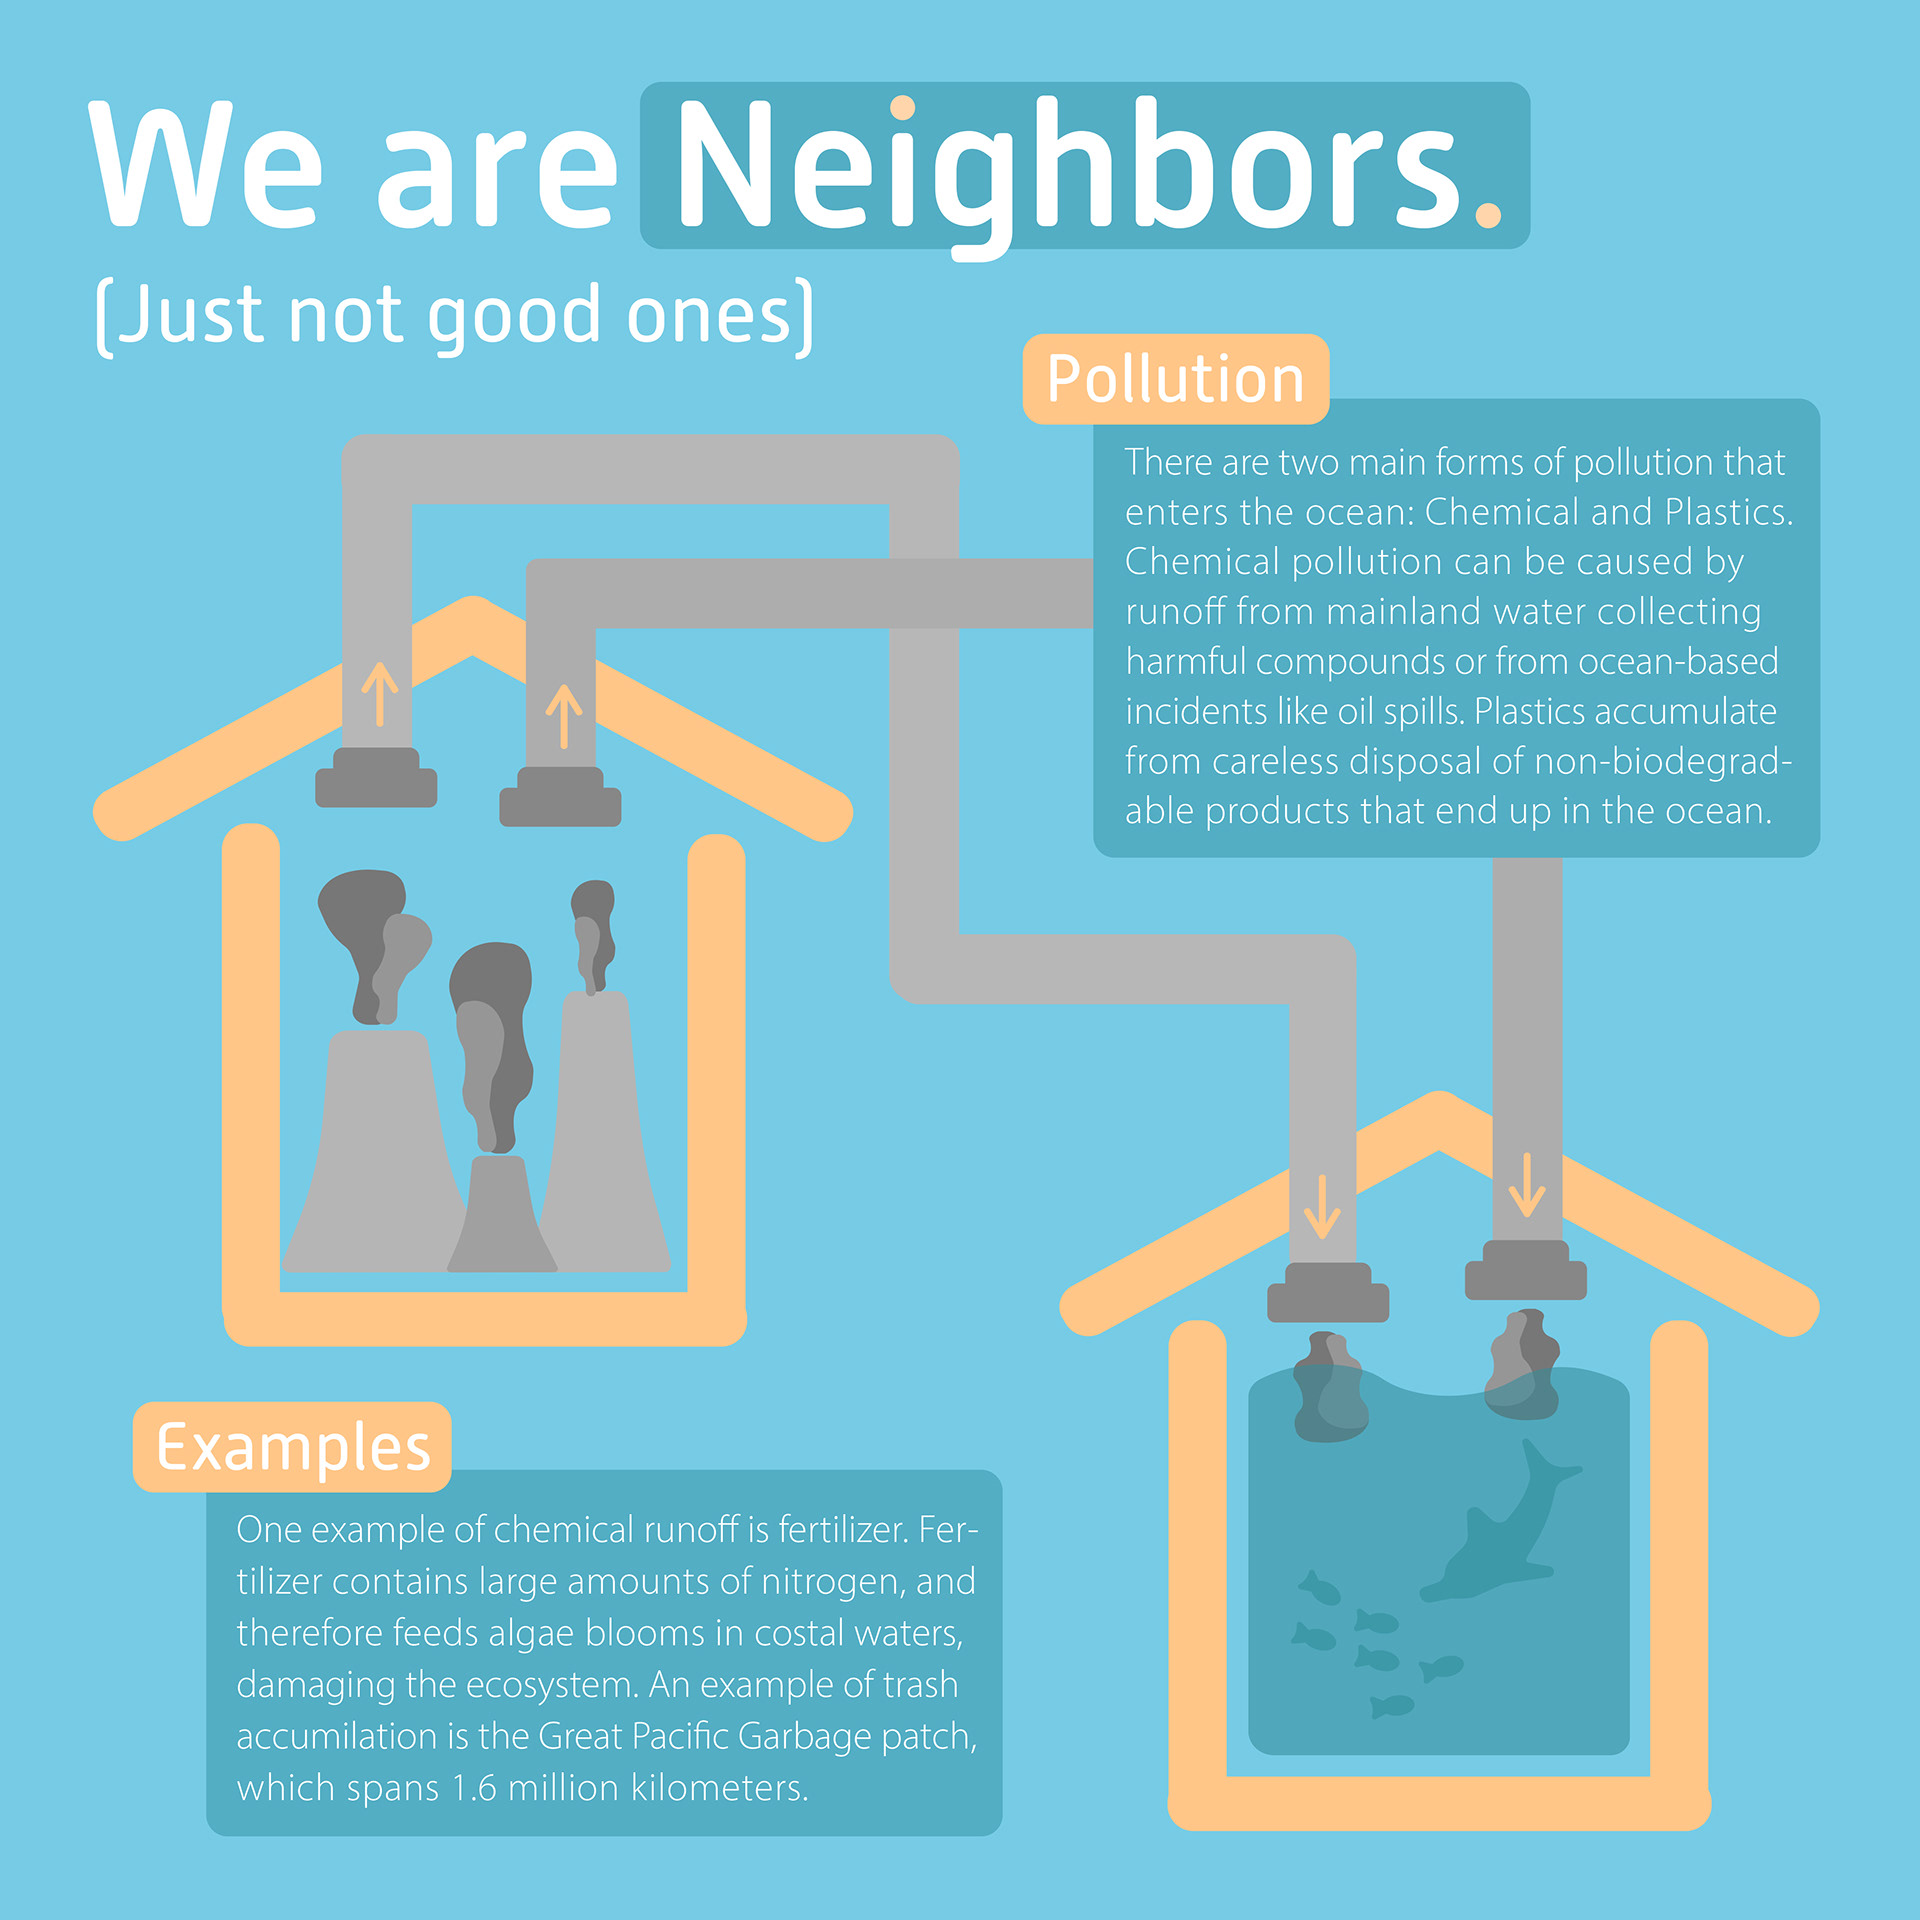 We are Neighbors.
(Just not good ones)
Pollution
There are two main forms of pollution that
enters the ocean: Chemical and Plastics.
Chemical pollution can be caused by
runoff from mainland water collecting
harmful compounds or from ocean-based
incidents like oil spills. Plastics accumulate
from careless disposal of non-biodegrad-
able products that end up in the ocean.
Examples
One example of chemical runoff is fertilizer. Fer-
tilizer contains large amounts of nitrogen, and
therefore feeds algae blooms in costal waters,
damaging the ecosystem. An example of trash
accumilation is the Great Pacific Garbage patch,
which spans 1.6 million kilometers.